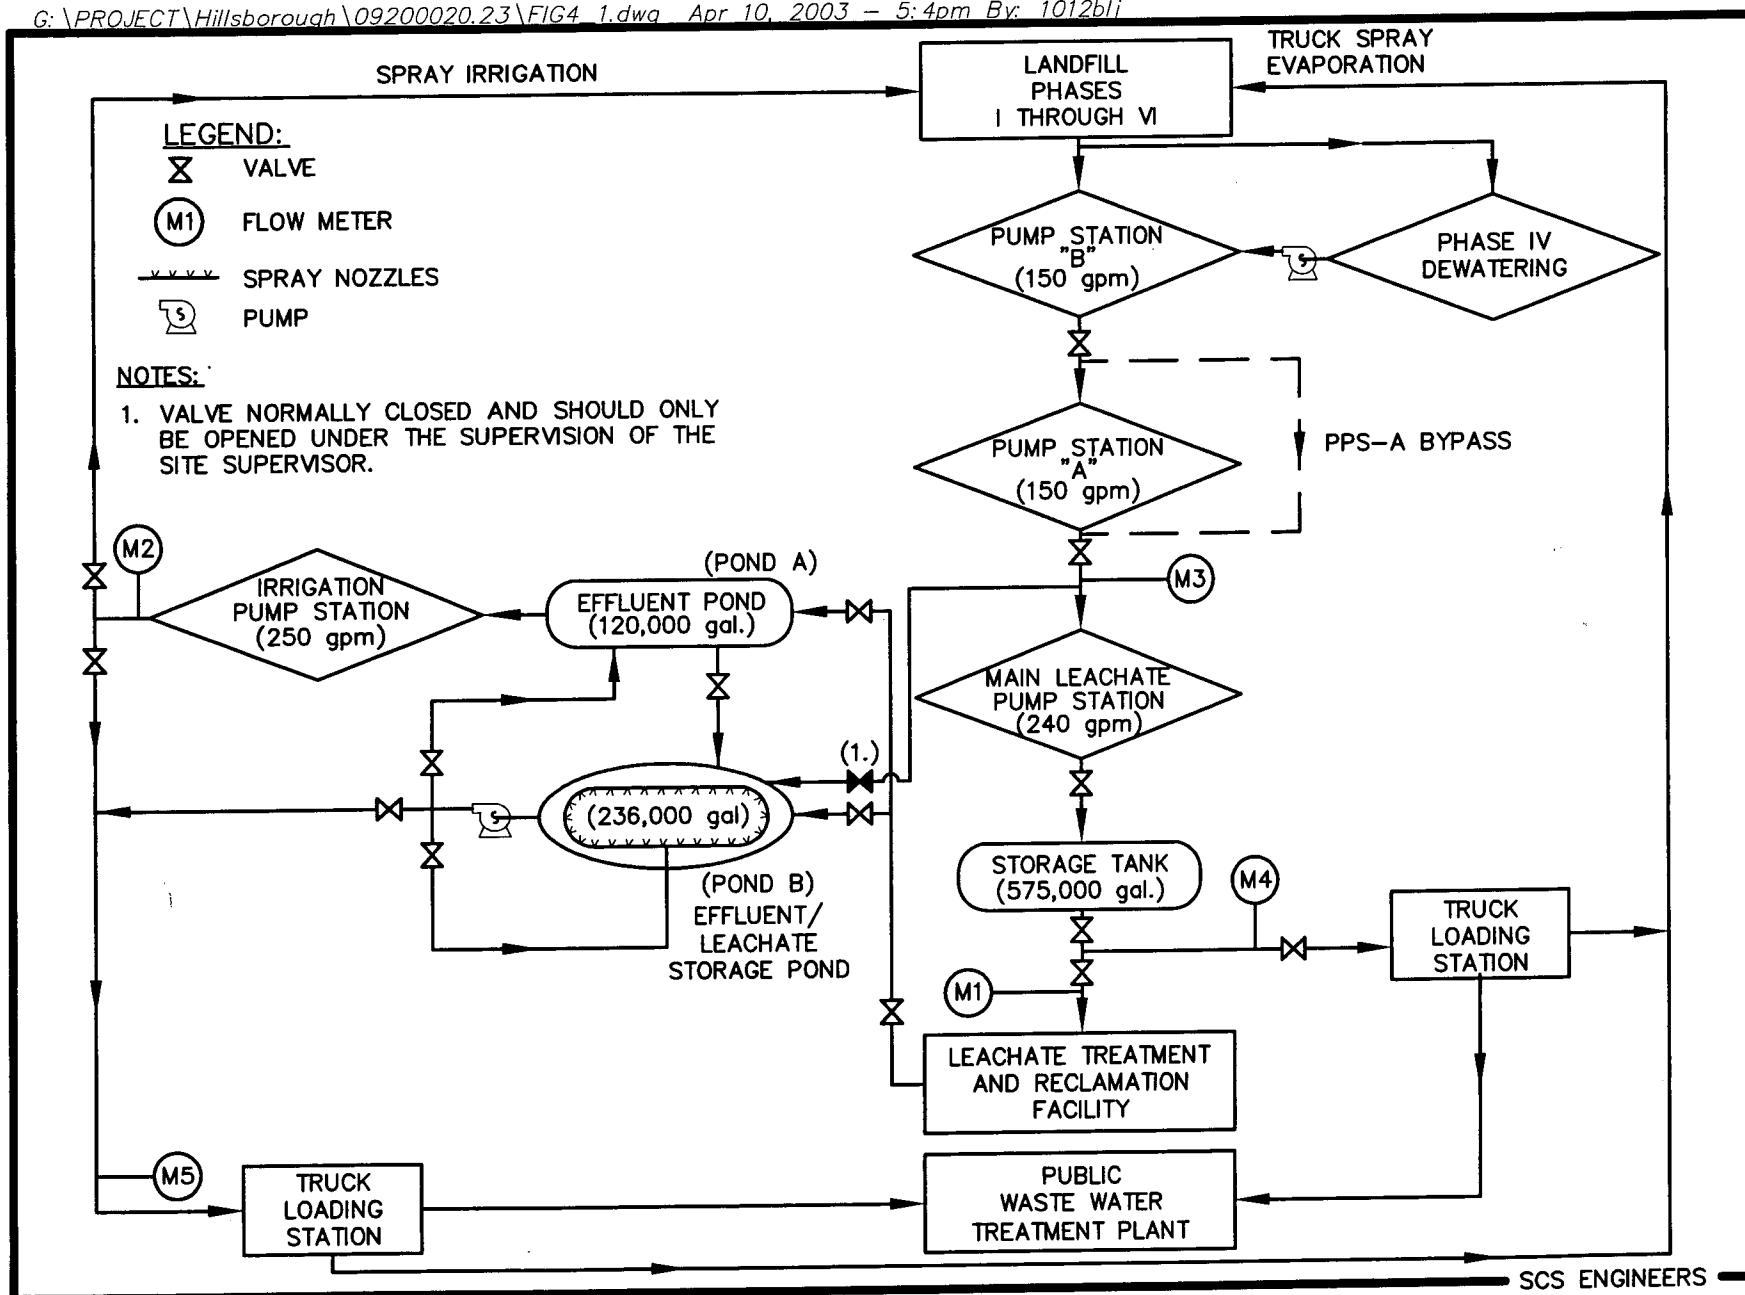 G:\PROJECT\Hillsborough\09200020.23\FIG4_1.dwg Apr 10, 2003 – 5:4pm By: 1012blj
SPRAY IRRIGATION
LANDFILL
PHASES
I THROUGH VI
TRUCK SPRAY
EVAPORATION
LEGEND:
VALVE
M1
FLOW METER
SPRAY NOZZLES
S
PUMP
NOTES:
1. VALVE NORMALLY CLOSED AND SHOULD ONLY
BE OPENED UNDER THE SUPERVISION OF THE
SITE SUPERVISOR.
PUMP STATION
"B"
(150 gpm)
S
PHASE IV
DEWATERING
PUMP STATION
"A"
(150 gpm)
PPS-A BYPASS
M2
IRRIGATION
PUMP STATION
(250 gpm)
(POND A)
EFFLUENT POND
(120,000 gal.)
M3
MAIN LEACHATE
PUMP STATION
(240 gpm)
(1.)
S
(236,000 gal)
(POND B)
EFFLUENT/
LEACHATE
STORAGE POND
STORAGE TANK
(575,000 gal.)
M4
TRUCK
LOADING
STATION
M1
LEACHATE TREATMENT
AND RECLAMATION
FACILITY
M5
TRUCK
LOADING
STATION
PUBLIC
WASTE WATER
TREATMENT PLANT
SCS ENGINEERS